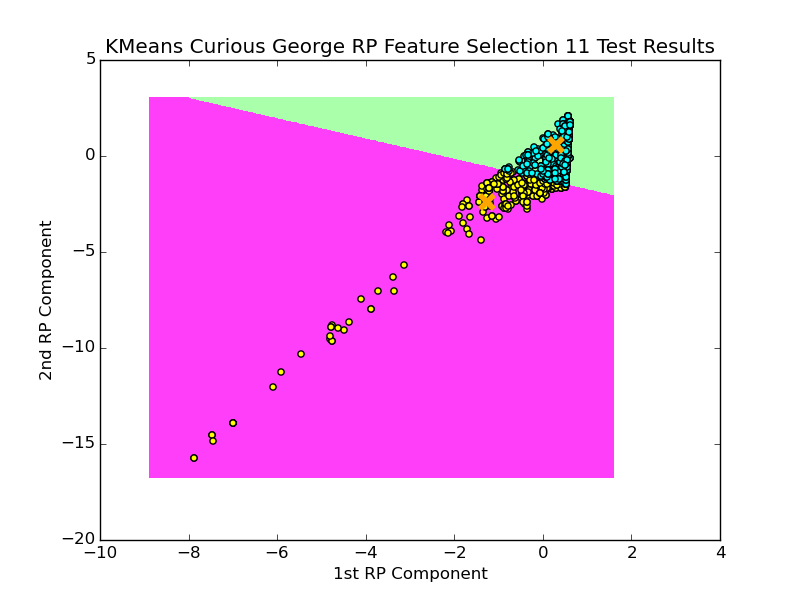 KMeans Curious George RP Feature Selection 11 Test Results
5
0
−5
−10
−15
−20
2nd RP Component
−10 −8 −6 −4 −2 0 2 4
1st RP Component